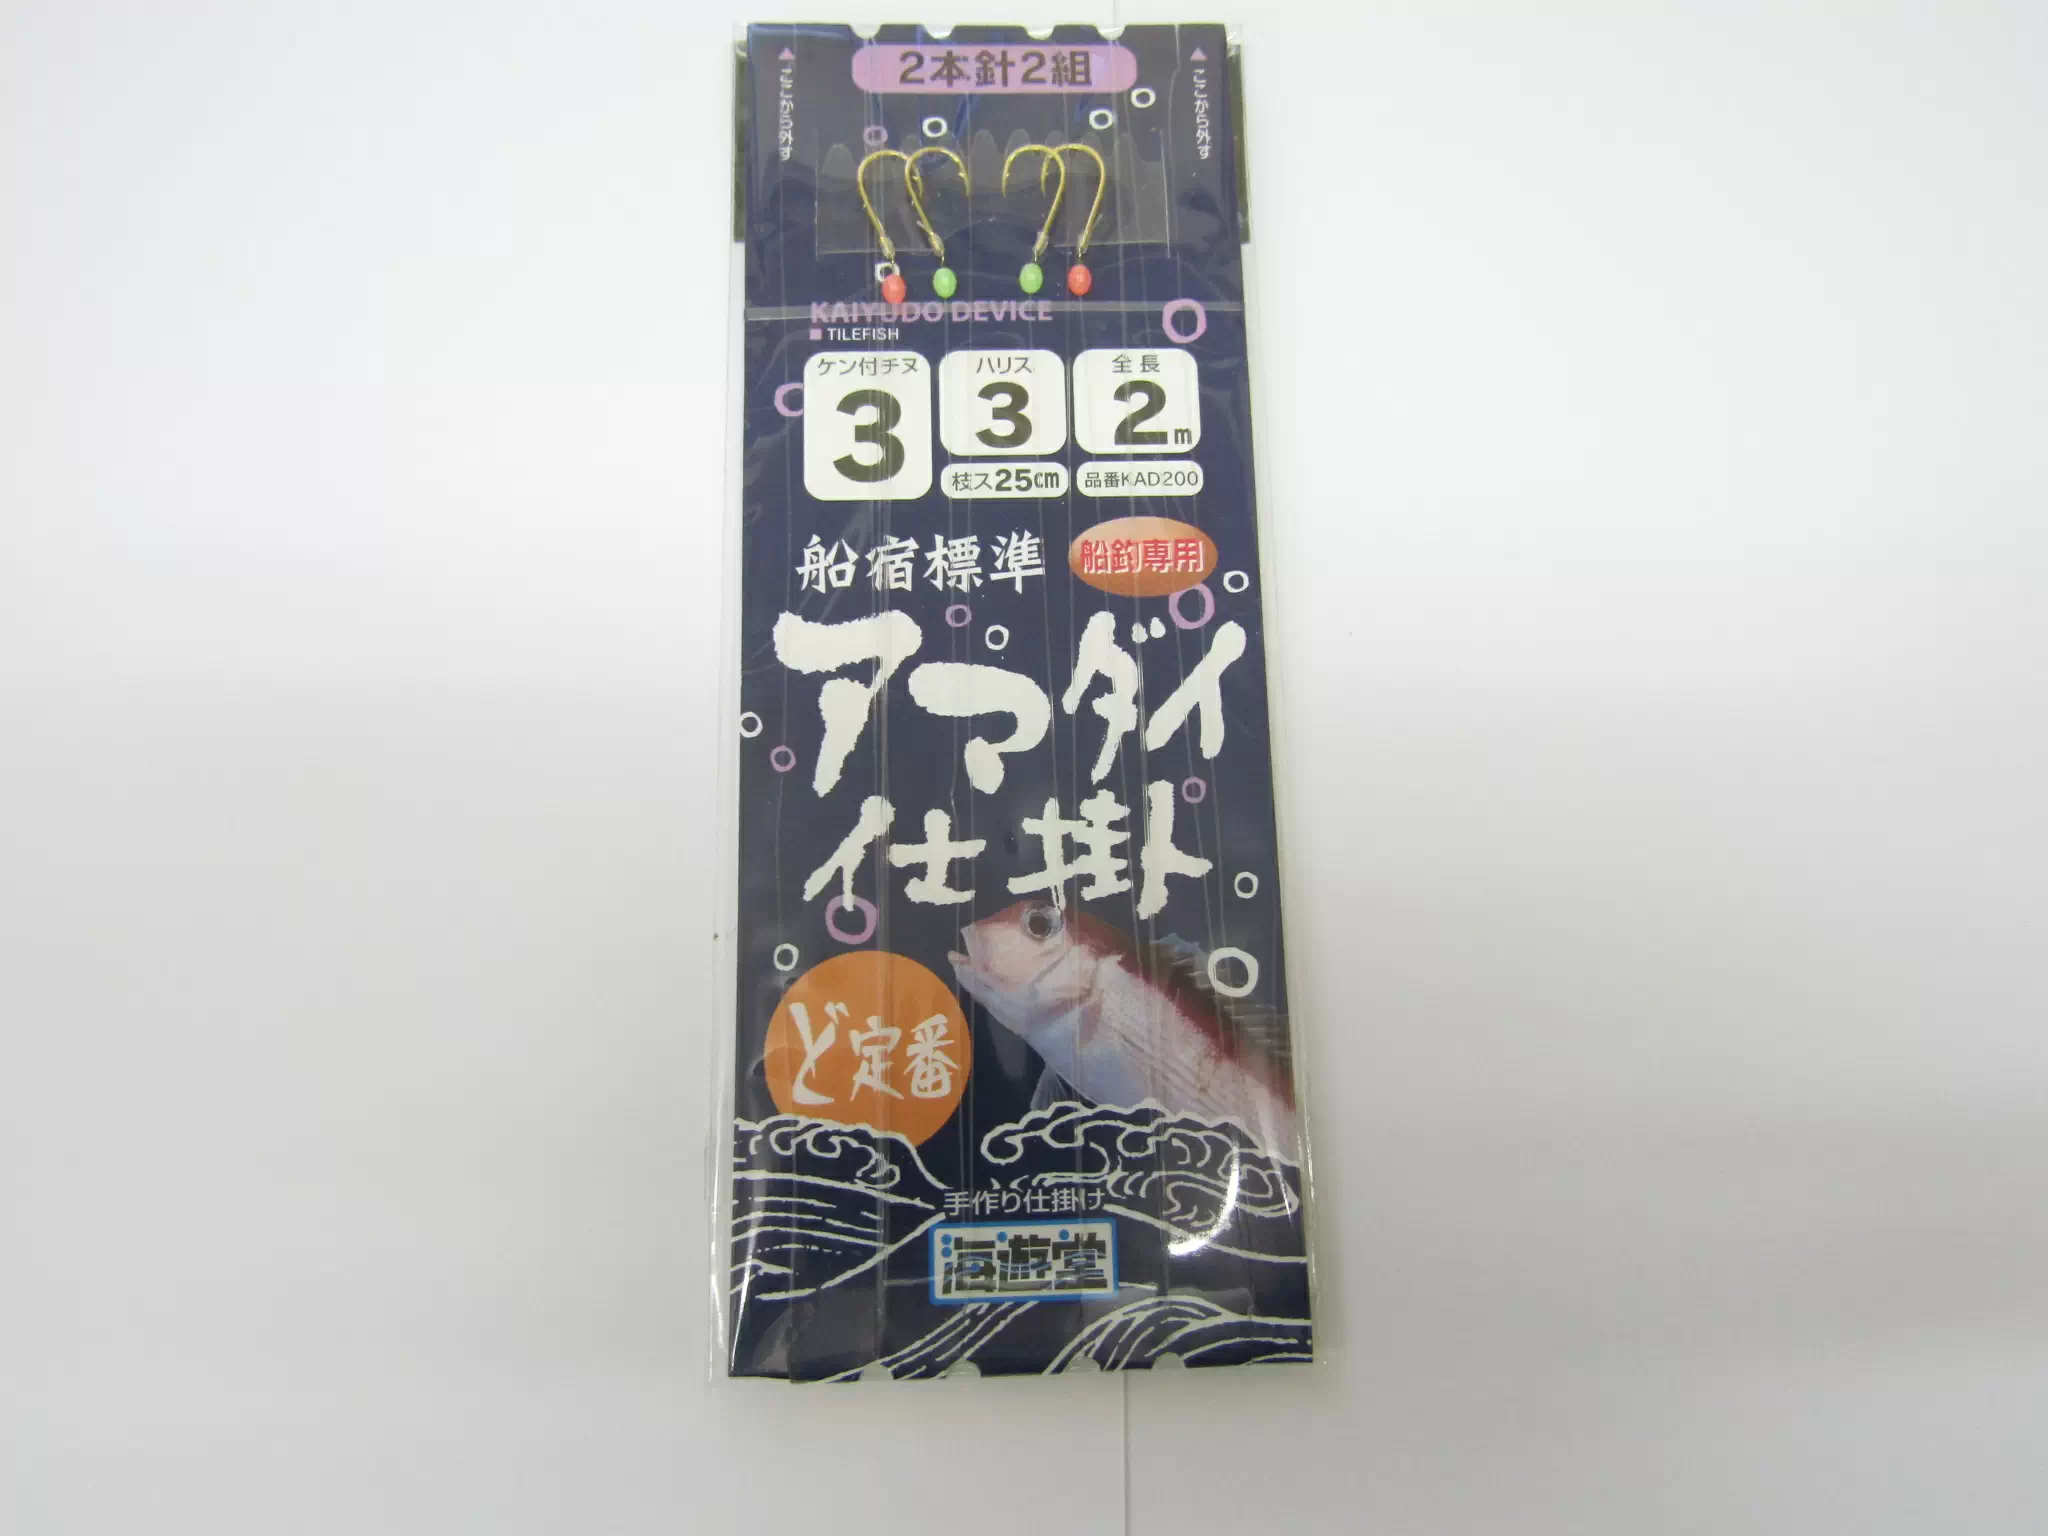 2本針2組
ここから外す
ここから外す
KAIYUDO DEVICE
TILEFISH
ケン付チヌ
3
ハリス
3
枝ス25cm
全長
2m
品番KAD200
船宿標準
船釣専用
アマダイ
仕掛
ど定番
手作り仕掛け
海遊堂